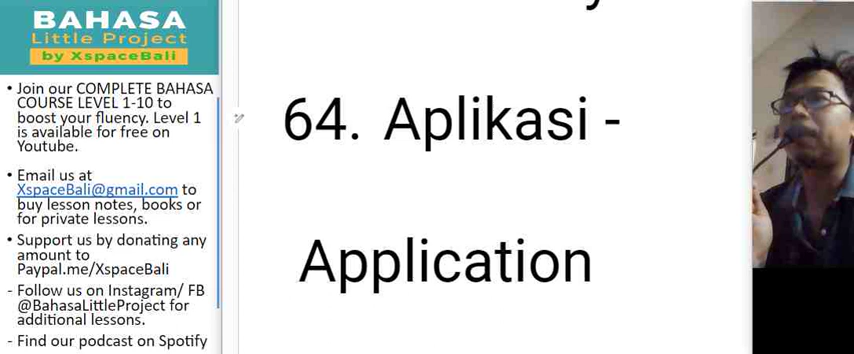 BAHASA
Little Project
by XspaceBali
• Join our COMPLETE BAHASA
COURSE LEVEL 1-10 to
boost your fluency. Level 1
is available for free on
Youtube.
• Email us at
XspaceBali@gmail.com to
buy lesson notes, books or
for private lessons.
• Support us by donating any
amount to
Paypal.me/XspaceBali
- Follow us on Instagram/ FB
@BahasaLittleProject for
additional lessons.
- Find our podcast on Spotify
64. Aplikasi -
Application